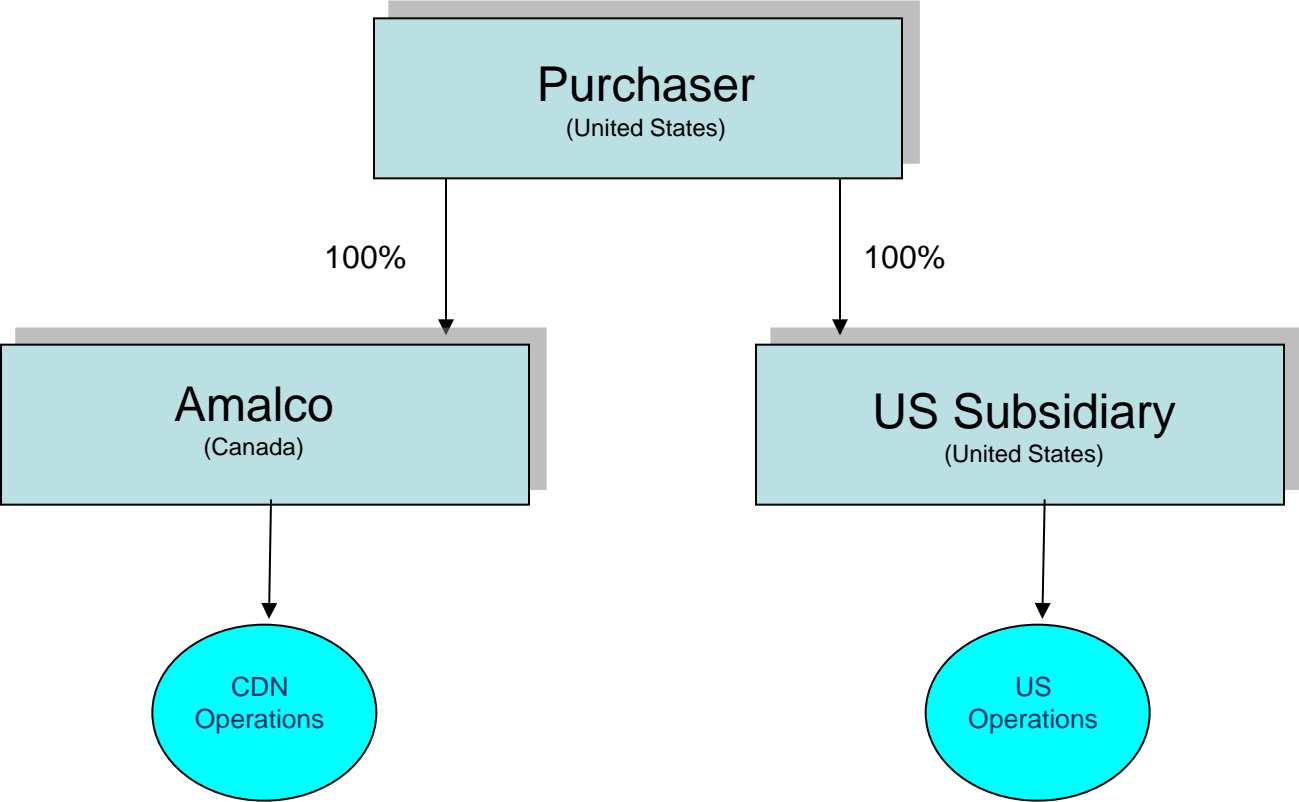 Purchaser
(United States)
100%
100%
Amalco
(Canada)
US Subsidiary
(United States)
CDN
Operations
US
Operations